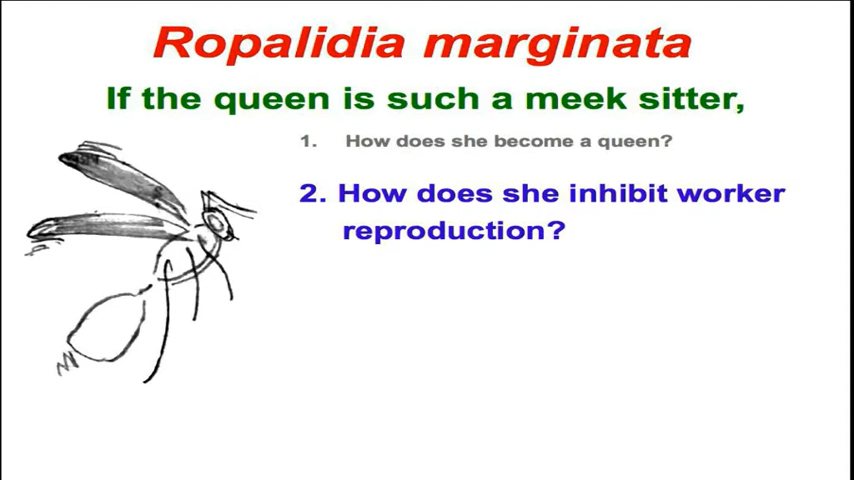 Ropalidia marginata
If the queen is such a meek sitter,
1. How does she become a queen?
2. How does she inhibit worker
reproduction?